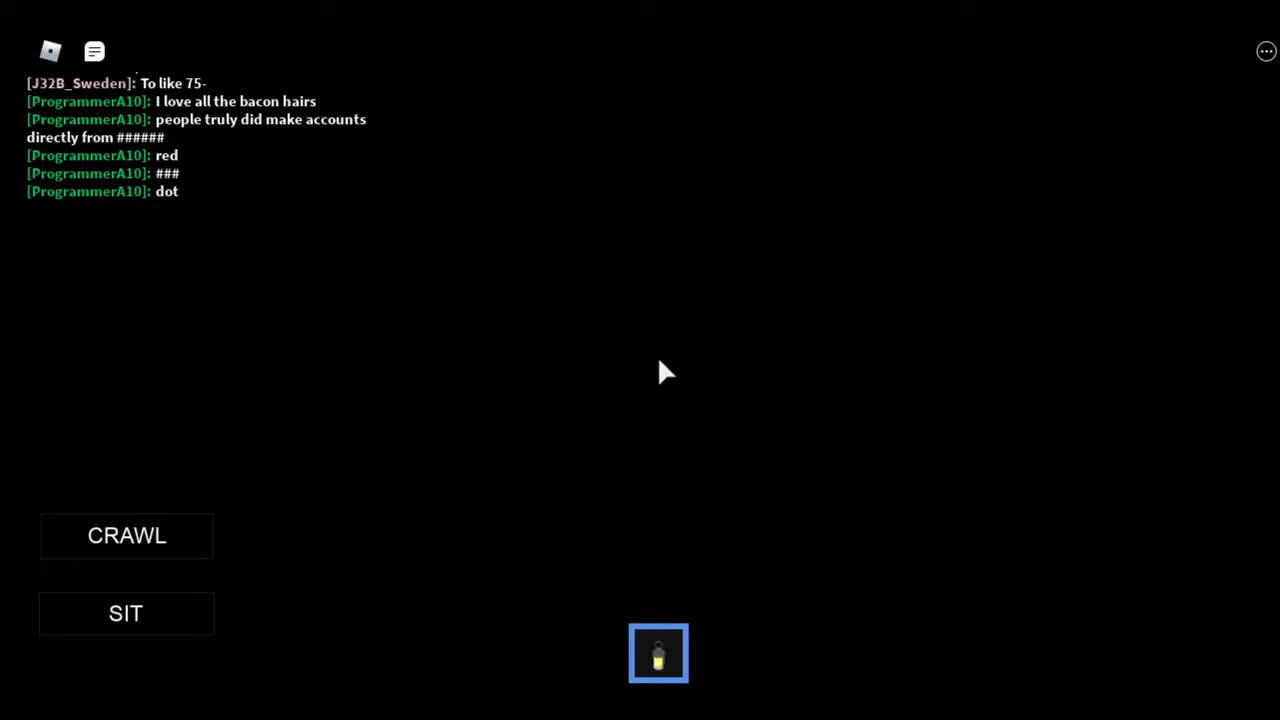 [J32B_Sweden]: To like 75-
[ProgrammerA10]: I love all the bacon hairs
[ProgrammerA10]: people truly did make accounts
directly from ######
[ProgrammerA10]: red
[ProgrammerA10]: ###
[ProgrammerA10]: dot
CRAWL
SIT